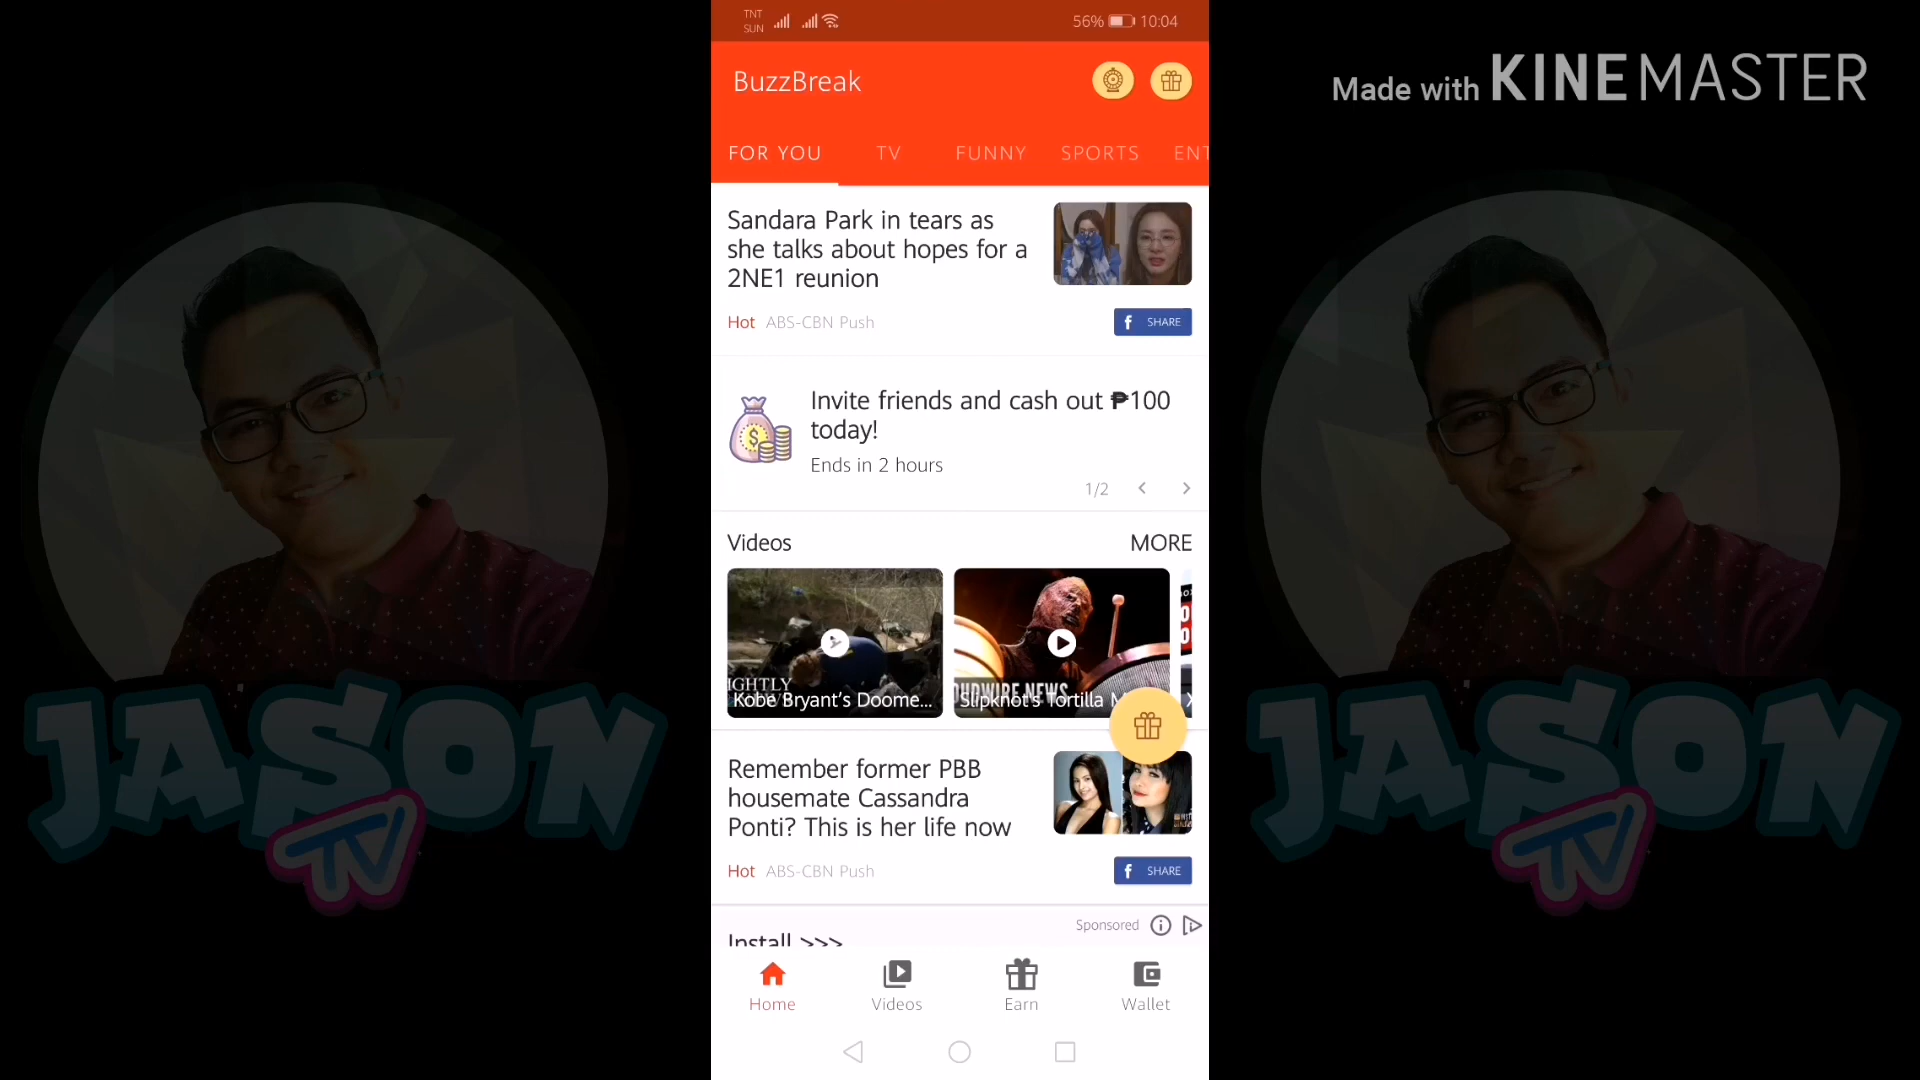 TNT
SUN
56% 10:04
Made with KINEMASTER
BuzzBreak
FOR YOU TV FUNNY SPORTS ENT
Sandara Park in tears as
she talks about hopes for a
2NE1 reunion
Hot ABS-CBN Push
f SHARE
Invite friends and cash out ₱100
today!
Ends in 2 hours
1/2
Videos MORE
Kobe Bryant's Doome...
Slipknot's Tortilla M
Remember former PBB
housemate Cassandra
Ponti? This is her life now
Hot ABS-CBN Push
f SHARE
Sponsored
Install >>>
Home Videos Earn Wallet
JASON
TV
JASON
TV